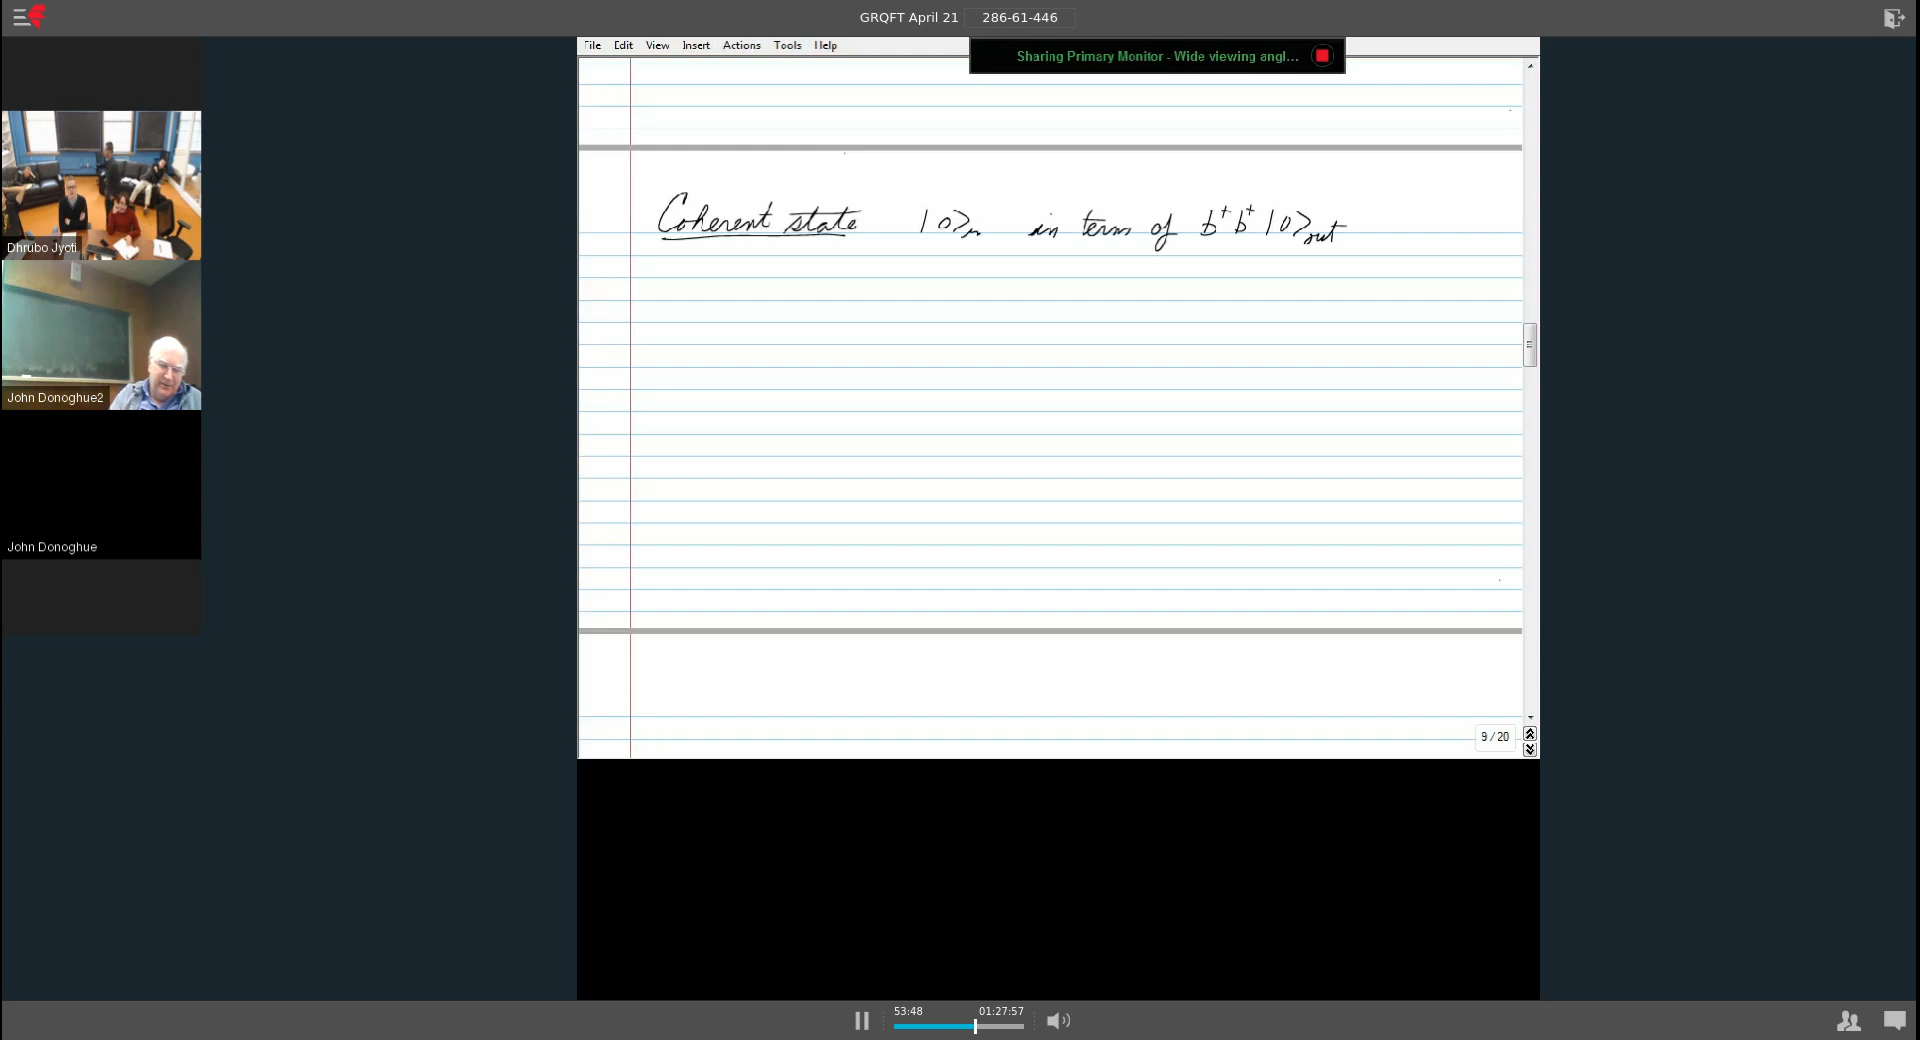 GRQFT April 21 286-61-446
File Edit View Insert Actions Tools Help
Sharing Primary Monitor - Wide viewing angl...
Coherent state |0>in in term of b†b†|0>out
Dhrubo Jyoti
John Donoghue2
John Donoghue
9 / 20
53:48 01:27:57